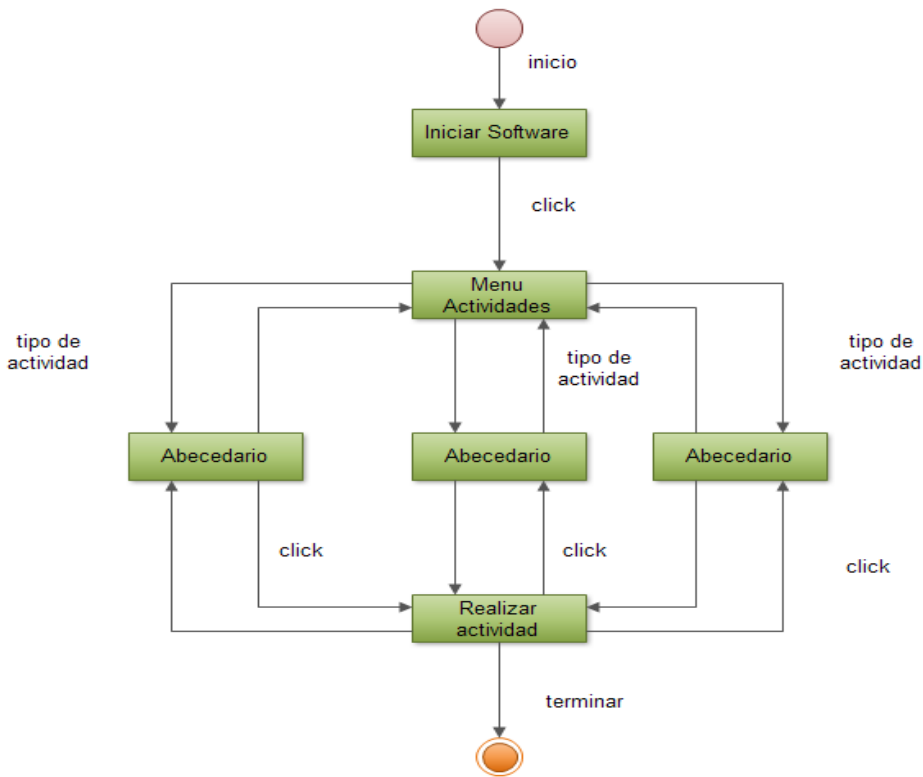 inicio
Iniciar Software
click
Menu
Actividades
tipo de
actividad
tipo de
actividad
tipo de
actividad
Abecedario
Abecedario
Abecedario
click
click
click
Realizar
actividad
terminar